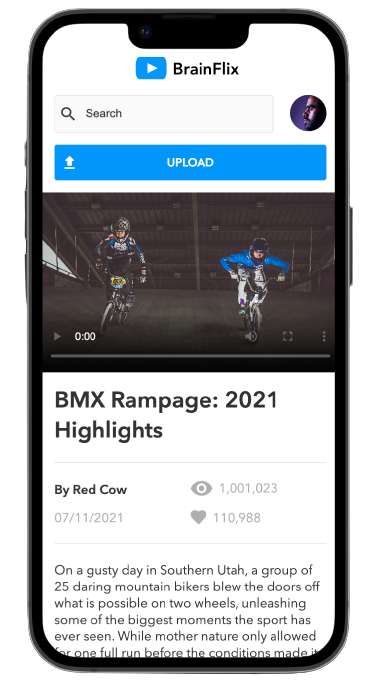 BrainFlix
Search
UPLOAD
0:00
BMX Rampage: 2021
Highlights
By Red Cow
1,001,023
07/11/2021
110,988
On a gusty day in Southern Utah, a group of
25 daring mountain bikers blew the doors off
what is possible on two wheels, unleashing
some of the biggest moments the sport has
ever seen. While mother nature only allowed
for one full run before the conditions made it